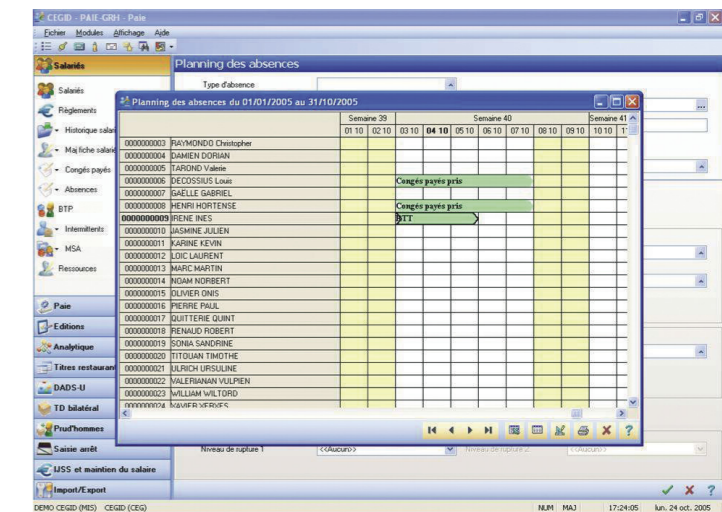 CEGID - PAIE-GRH - Paie
Fichier Modules Affichage Aide
Salariés
Planning des absences
Type d'absence
Salariés
Règlements
Historique salari
Maj fiche salarié
Congés payés
Absences
BTP
Intermittents
MSA
Ressources
Paie
Editions
Analytique
Titres restauran
DADS-U
TD bilatéral
Prud'hommes
Saisie arrêt
IJSS et maintien du salaire
Import/Export
Planning des absences du 01/01/2005 au 31/10/2005
Semaine 39 Semaine 40 Semaine 41
01 10 02 10 03 10 04 10 05 10 06 10 07 10 08 10 09 10 10 10 1
0000000003 RAYMONDO Christopher
0000000004 DAMIEN DORIAN
0000000005 TAROND Valerie
0000000006 DECOSSIUS Louis Congés payés pris
0000000007 GAELLE GABRIEL
0000000008 HENRI HORTENSE Congés payés pris
0000000009 IRENE INES RTT
0000000010 JASMINE JULIEN
0000000011 KARINE KEVIN
0000000012 LOIC LAURENT
0000000013 MARC MARTIN
0000000014 NOAM NORBERT
0000000015 OLIVIER ONIS
0000000016 PIERRE PAUL
0000000017 QUITTERIE QUINT
0000000018 RENAUD ROBERT
0000000019 SONIA SANDRINE
0000000020 TITOUAN TIMOTHE
0000000021 ULRICH URSULINE
0000000022 VALERIANAN VULPIEN
0000000023 WILLIAM WILTORD
0000000024 XAVIER XERXES
Niveau de rupture 1 <<Aucun>> Niveau de rupture 2 <<Aucun>>
DEMO CEGID (MIS) CEGID (CEG) NUM MAJ 17:24:05 lun. 24 oct. 2005